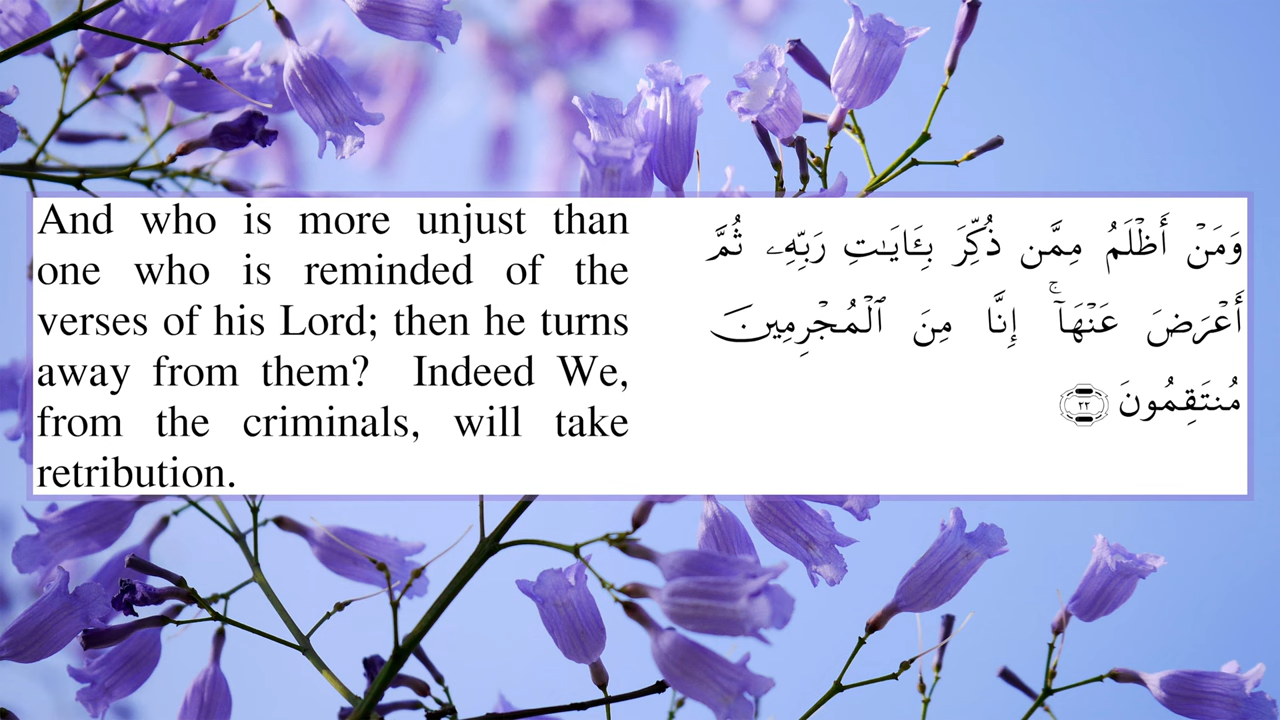 And who is more unjust than
one who is reminded of the
verses of his Lord; then he turns
away from them? Indeed We,
from the criminals, will take
retribution.
وَمَنْ أَظْلَمُ مِمَّن ذُكِّرَ بِـَٔايَـٰتِ رَبِّهِۦ ثُمَّ
أَعْرَضَ عَنْهَآ ۚ إِنَّا مِنَ ٱلْمُجْرِمِينَ
مُنتَقِمُونَ ٢٢